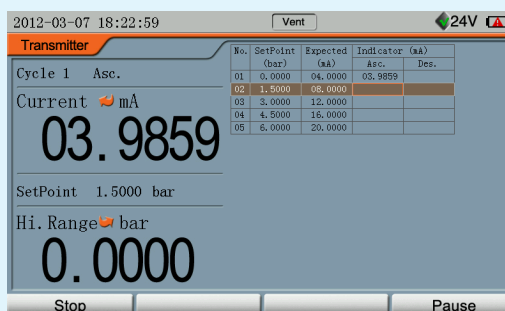 2012-03-07 18:22:59 Vent 24V
Transmitter
Cycle 1 Asc.
Current mA
03.9859
SetPoint 1.5000 bar
Hi.Range bar
0.0000
No. SetPoint Expected Indicator (mA)
(bar) (mA) Asc. Des.
01 0.0000 04.0000 03.9859
02 1.5000 08.0000
03 3.0000 12.0000
04 4.5000 16.0000
05 6.0000 20.0000
Stop Pause